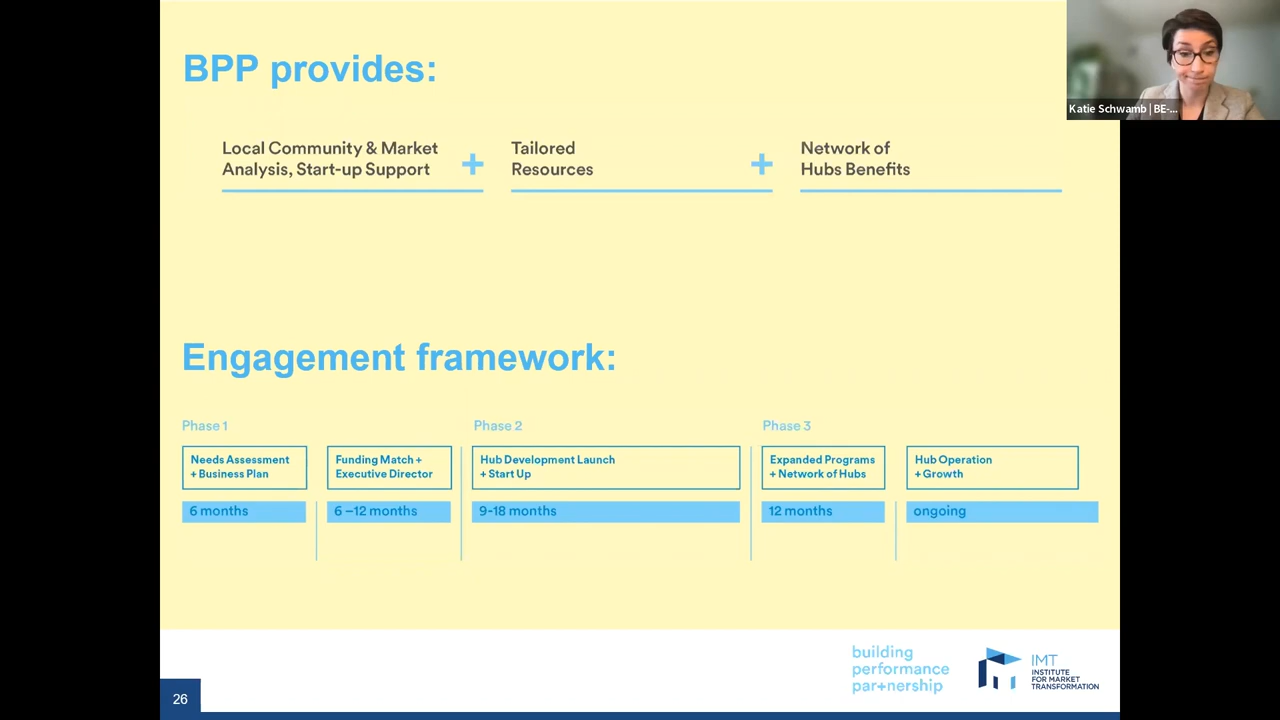 BPP provides:
Katie Schwamb | BE-...
Local Community & Market
Analysis, Start-up Support
+
Tailored
Resources
+
Network of
Hubs Benefits
Engagement framework:
Phase 1
Phase 2
Phase 3
Needs Assessment
+ Business Plan
Funding Match +
Executive Director
Hub Development Launch
+ Start Up
Expanded Programs
+ Network of Hubs
Hub Operation
+ Growth
6 months
6 –12 months
9-18 months
12 months
ongoing
building
performance
par+nership
IMT
INSTITUTE
FOR MARKET
TRANSFORMATION
26